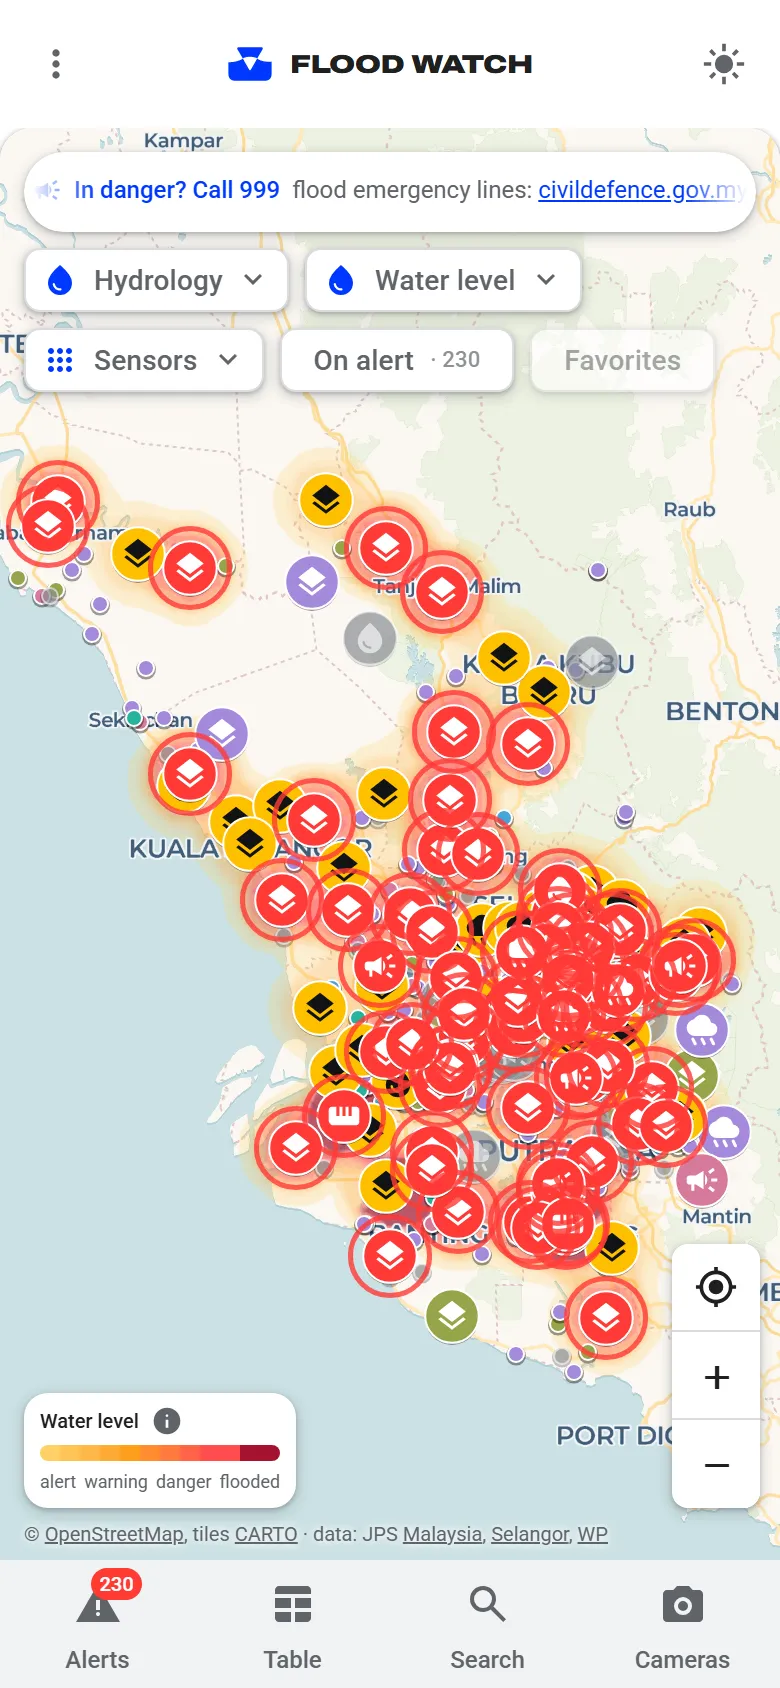 FLOOD WATCH
Kampar
In danger? Call 999 flood emergency lines: civildefence.gov.my
Hydrology
Water level
Sensors
On alert · 230
Favorites
Raub
Malim
BENTON
KUALA
PUTR
Mantin
PORT DIC
Water level
alert warning danger flooded
© OpenStreetMap, tiles CARTO · data: JPS Malaysia, Selangor, WP
230
Alerts
Table
Search
Cameras